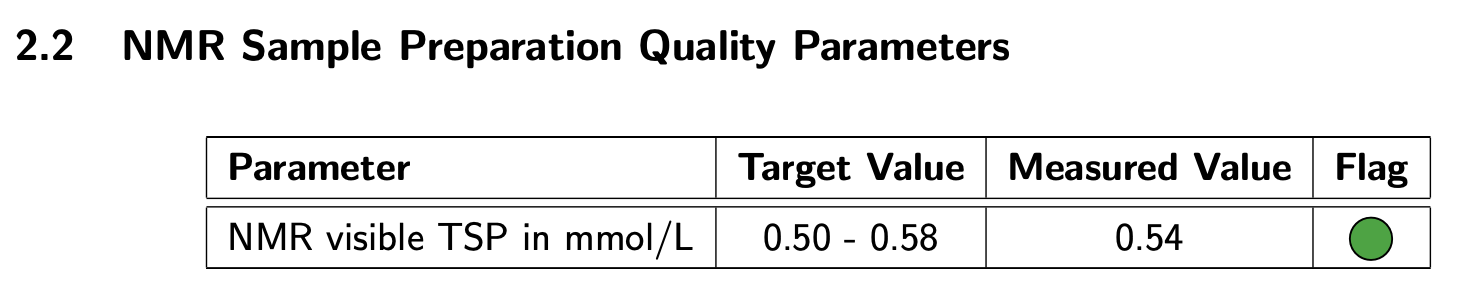 2.2 NMR Sample Preparation Quality Parameters
Parameter Target Value Measured Value Flag
NMR visible TSP in mmol/L 0.50 - 0.58 0.54